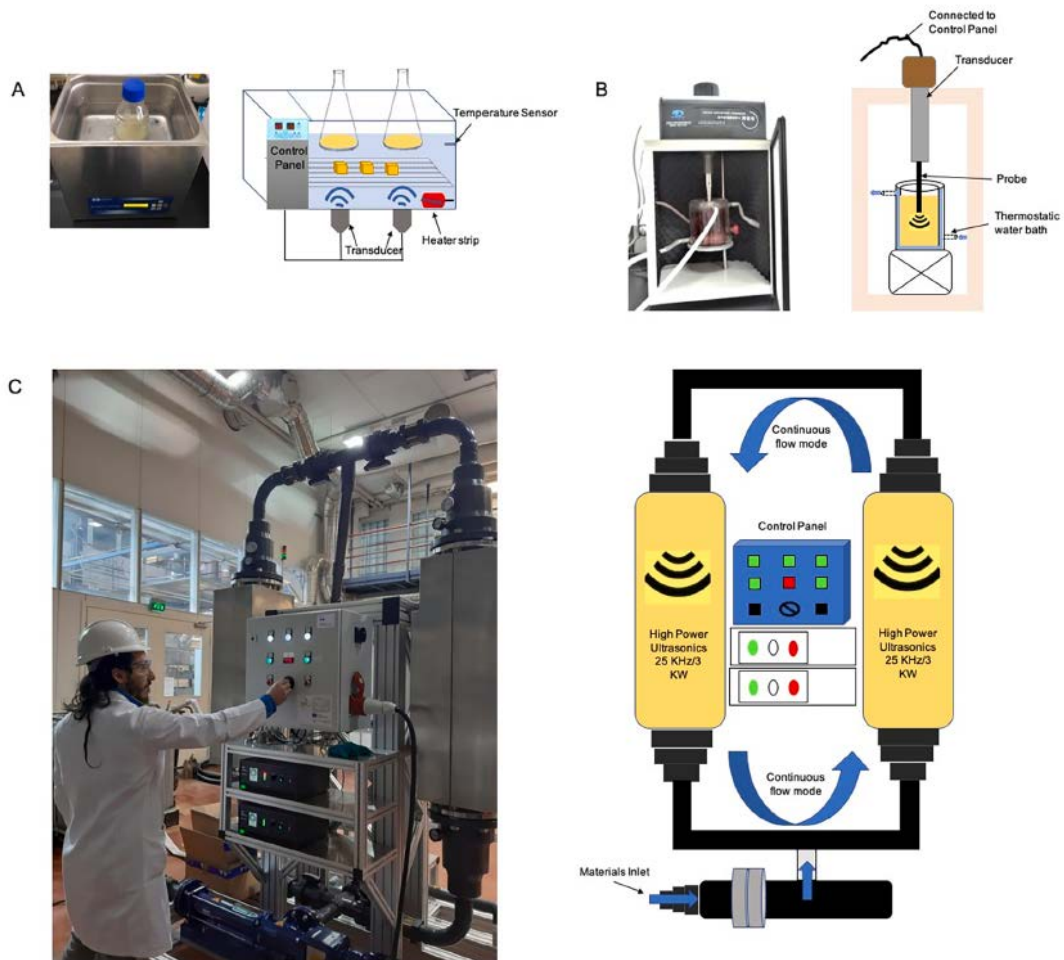 A
Control
Panel
Temperature Sensor
Transducer
Heater strip
B
Connected to
Control Panel
Transducer
Probe
Thermostatic
water bath
C
Continuous
flow mode
Control Panel
High Power
Ultrasonics
25 KHz/3
KW
High Power
Ultrasonics
25 KHz/3
KW
Continuous
flow mode
Materials Inlet